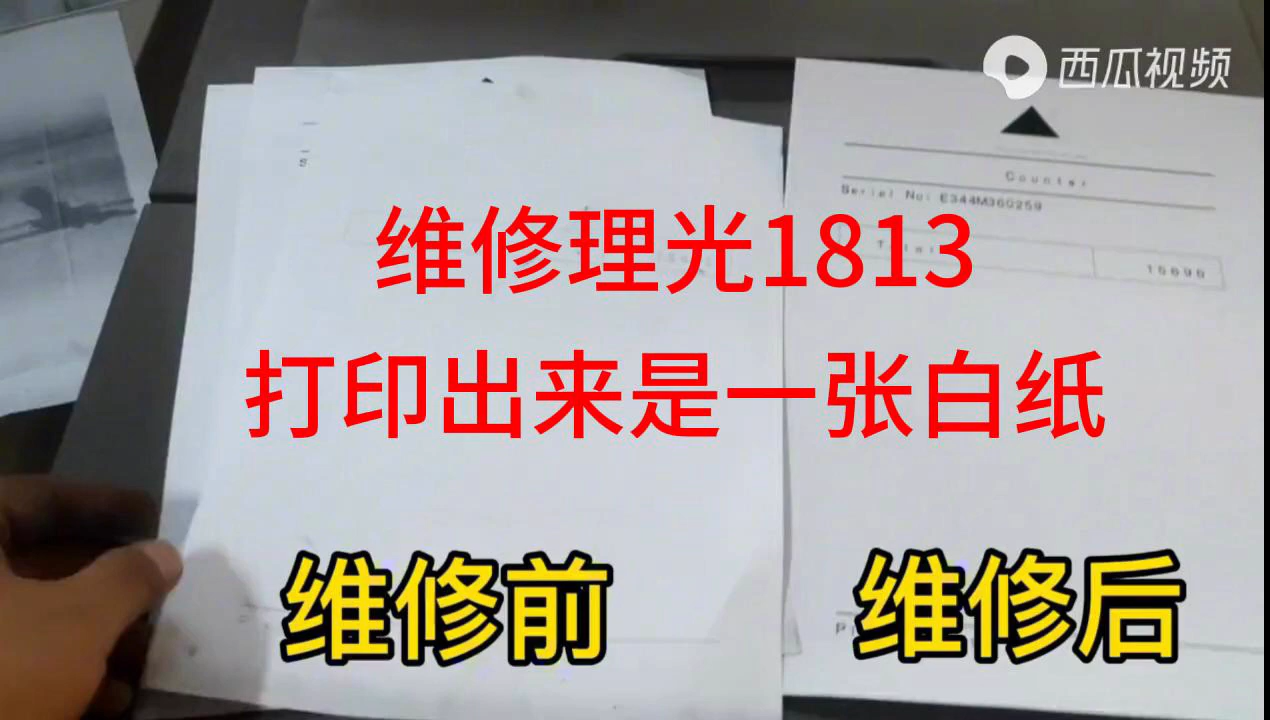 西瓜视频
Counter
Serial No: E344M360259
S
维修理光1813
Total
打印出来是一张白纸
维修前
维修后